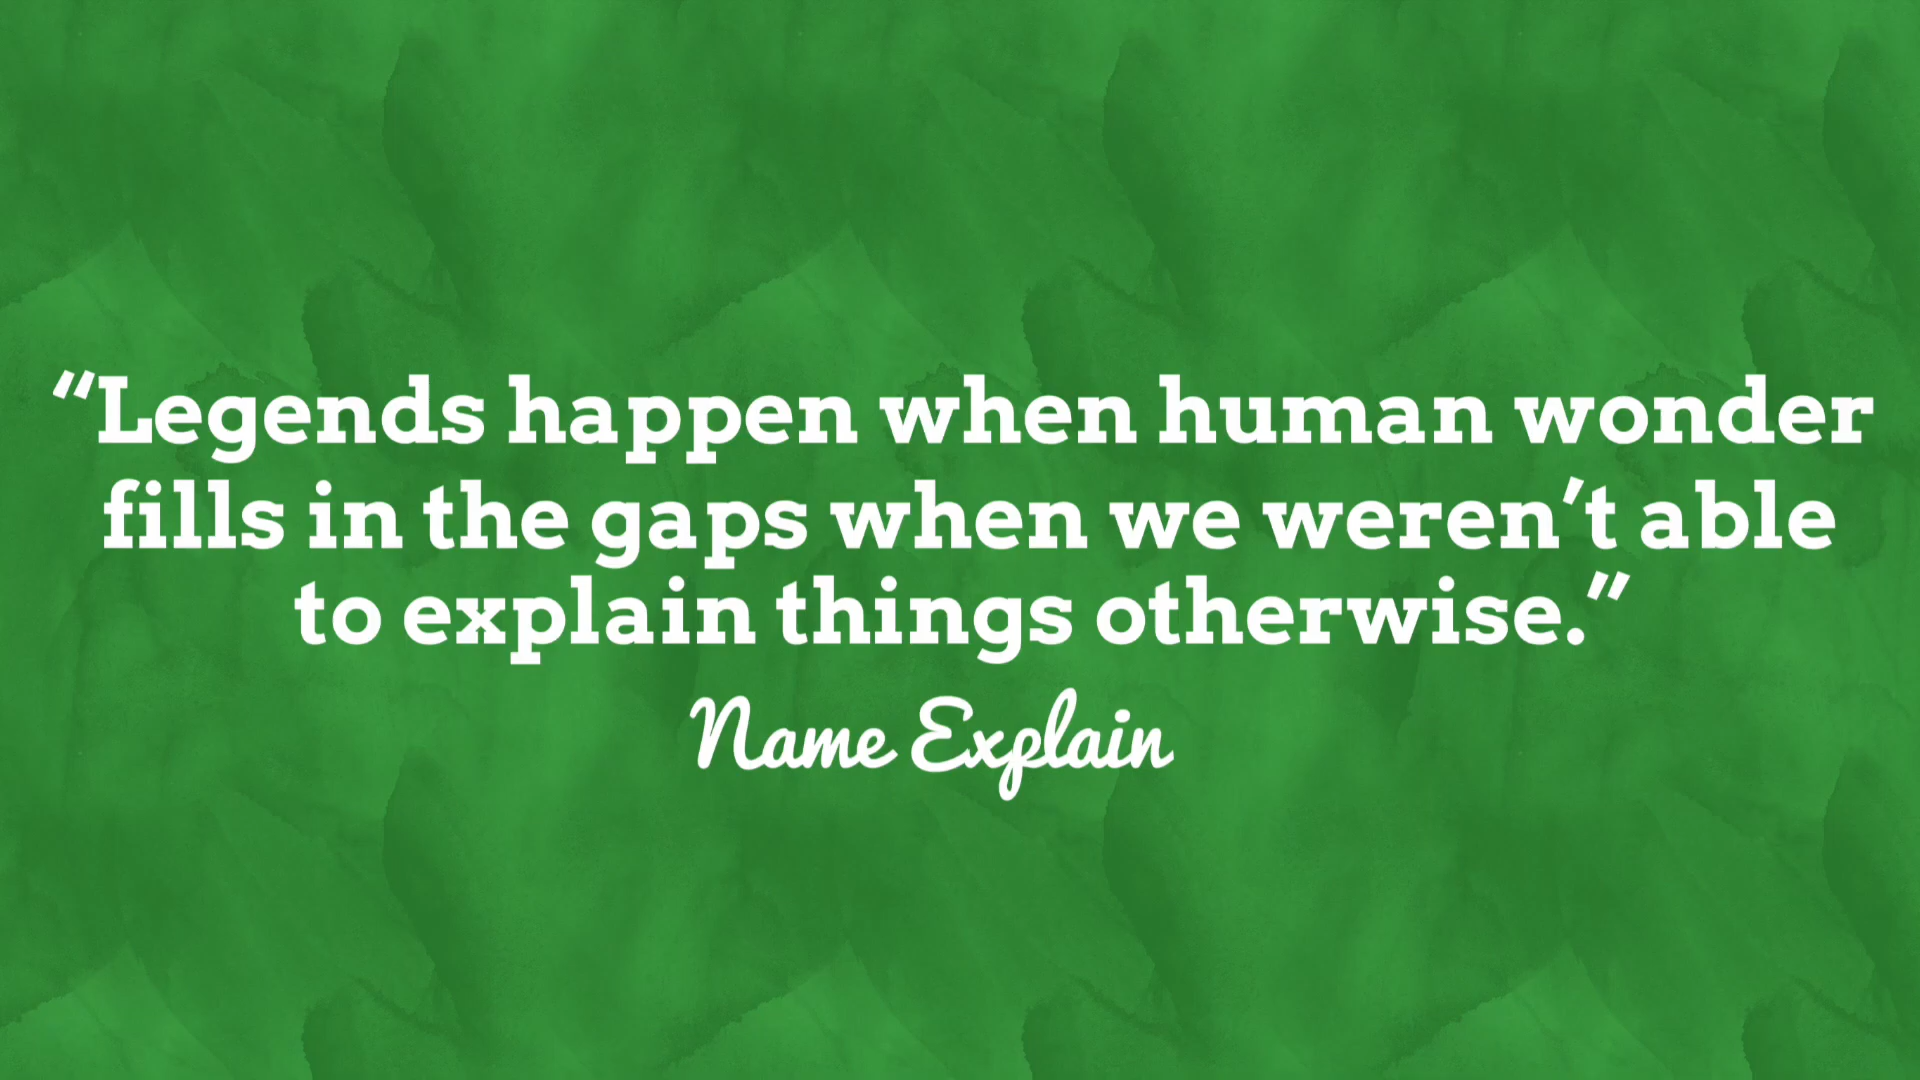 “Legends happen when human wonder
fills in the gaps when we weren’t able
to explain things otherwise.”
Name Explain